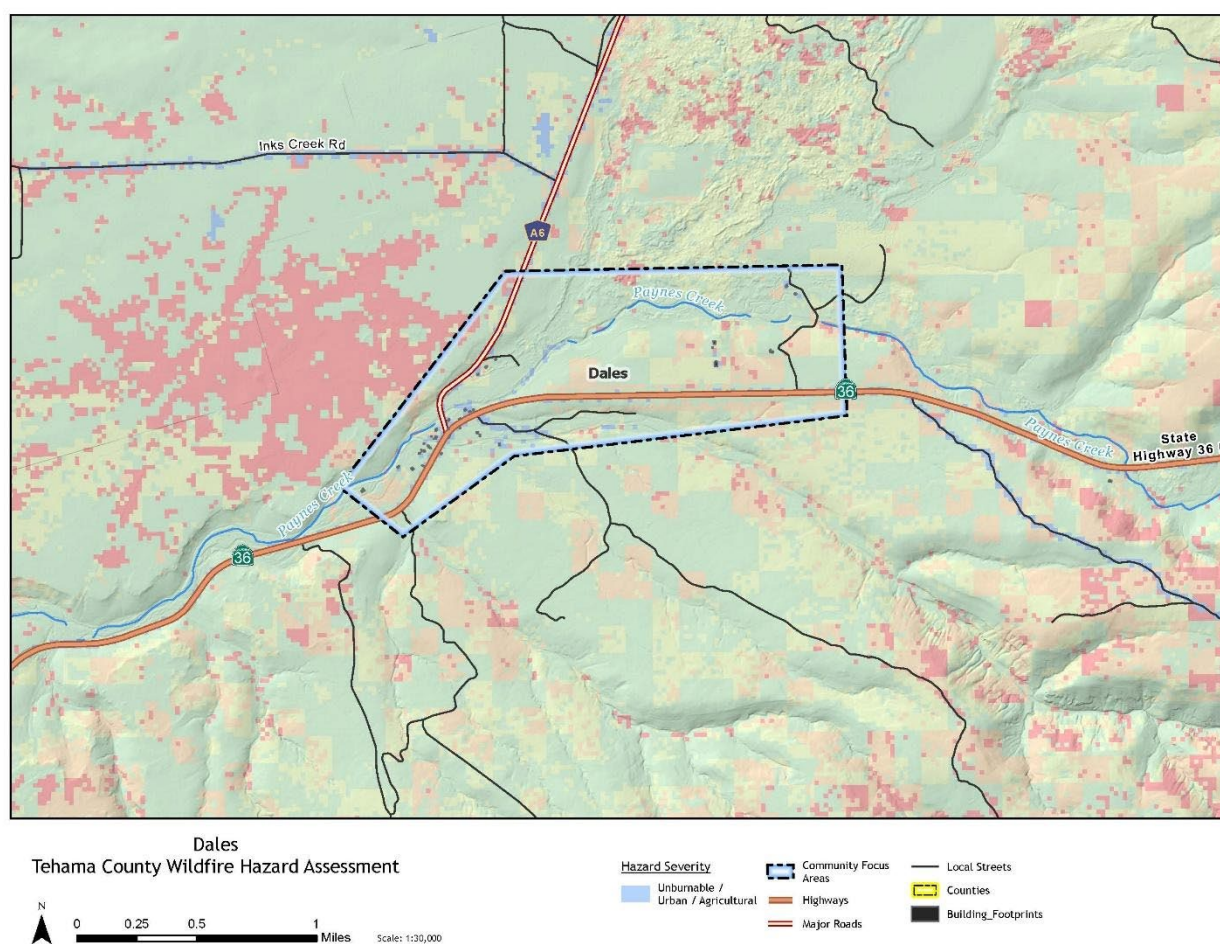 Inks Creek Rd
A6
Paynes Creek
Dales
36
Paynes Creek
State
Highway 36
Paynes Creek
36
Dales
Tehama County Wildfire Hazard Assessment
N
0 0.25 0.5 1
Miles
Scale: 1:30,000
Hazard Severity
Unburnable /
Urban / Agricultural
Community Focus
Areas
Highways
Major Roads
Local Streets
Counties
Building_Footprints